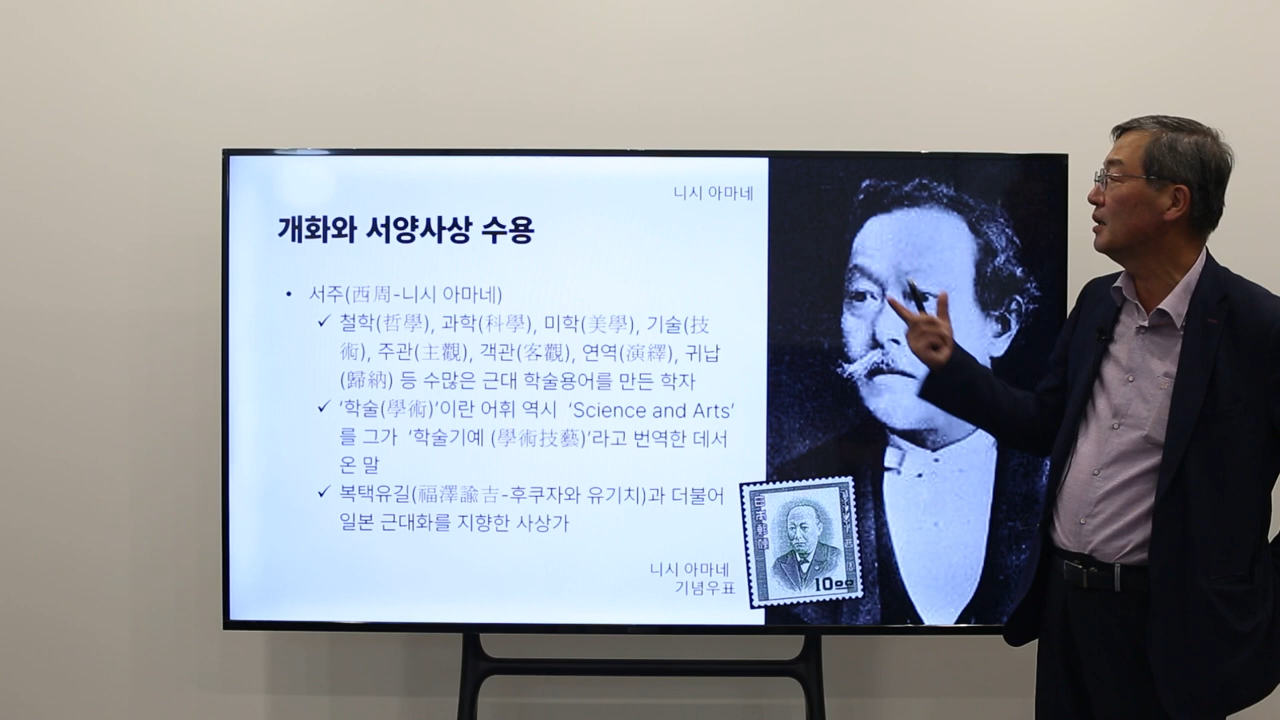 니시 아마네
개화와 서양사상 수용
• 서주(西周-니시 아마네)
✓ 철학(哲學), 과학(科學), 미학(美學), 기술(技
術), 주관(主觀), 객관(客觀), 연역(演繹), 귀납
(歸納) 등 수많은 근대 학술용어를 만든 학자
✓ ‘학술(學術)’이란 어휘 역시 ‘Science and Arts’
를 그가 ‘학술기예 (學術技藝)’라고 번역한 데서
온 말
✓ 복택유길(福澤諭吉-후쿠자와 유기치)과 더불어
일본 근대화를 지향한 사상가
니시 아마네
기념우표
日本郵便
1000